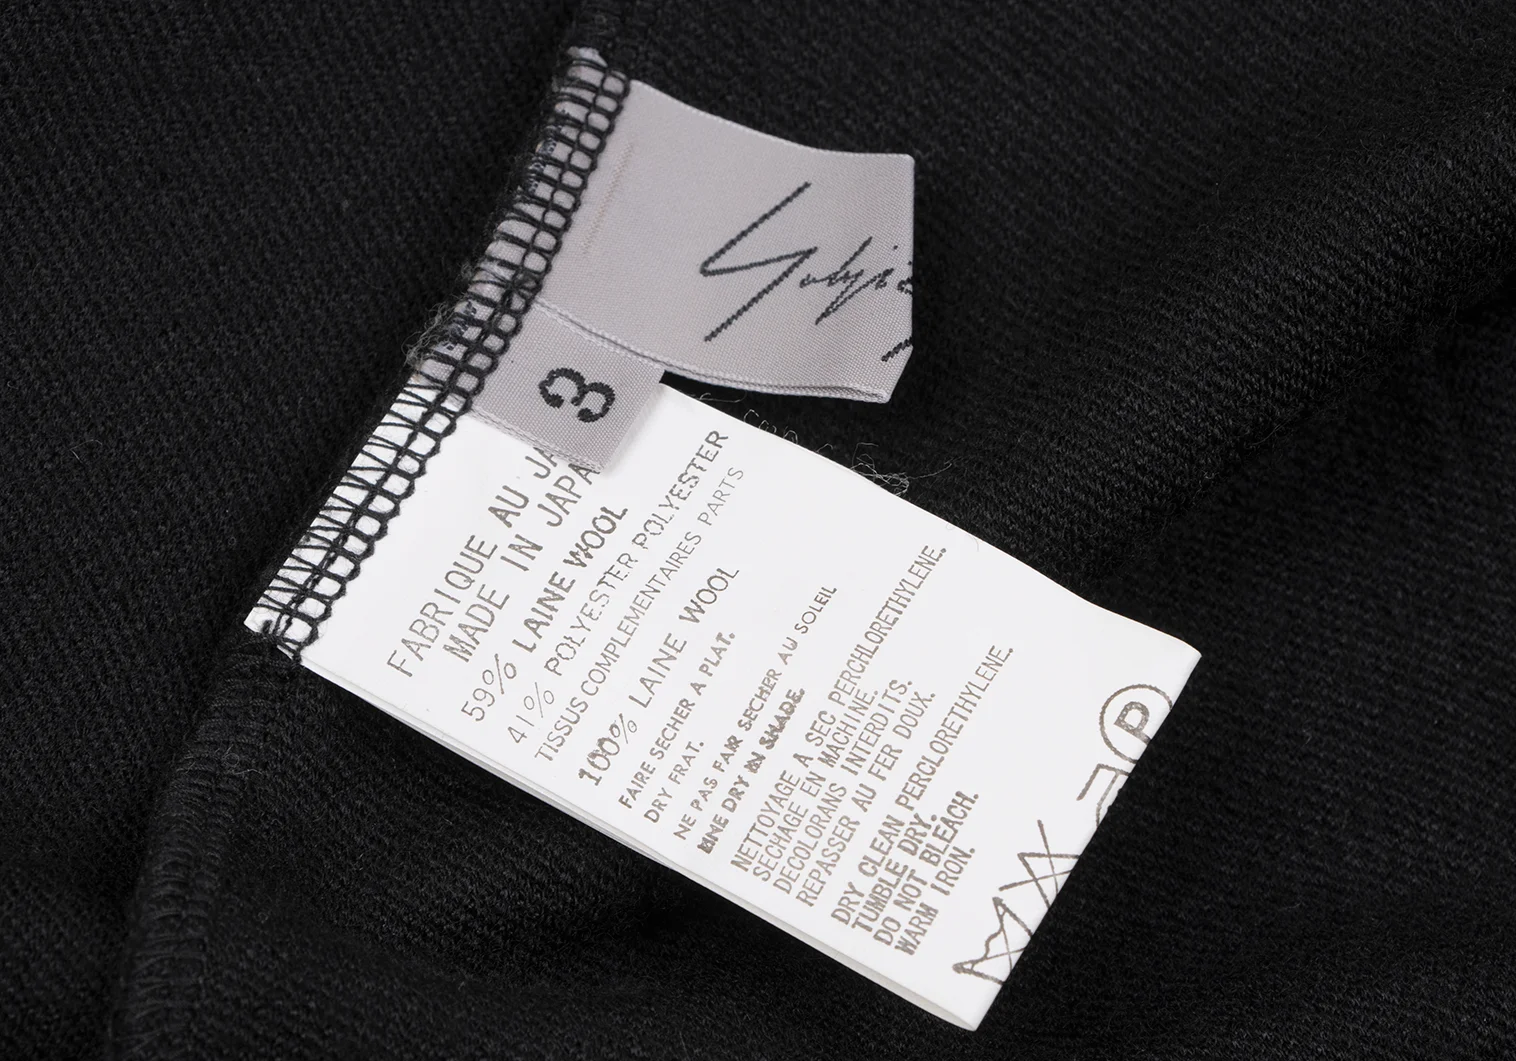 3
FABRIQUE AU JA
MADE IN JAPA
59% LAINE WOOL
41% POLYESTER POLYESTER
TISSUS COMPLEMENTAIRES PARTS
100% LAINE WOOL
FAIRE SECHER A PLAT.
DRY FRAT.
NE PAS FAIR SECHER AU SOLEIL
LINE DRY IN SHADE.
NETTOYAGE A SEC PERCHLORETHYLENE.
SECHAGE EN MACHINE.
DECOLORANS INTERDITS.
REPASSER AU FER DOUX.
DRY CLEAN PERCLORETHYLENE.
TUMBLE DRY.
DO NOT BLEACH.
WARM IRON.
P